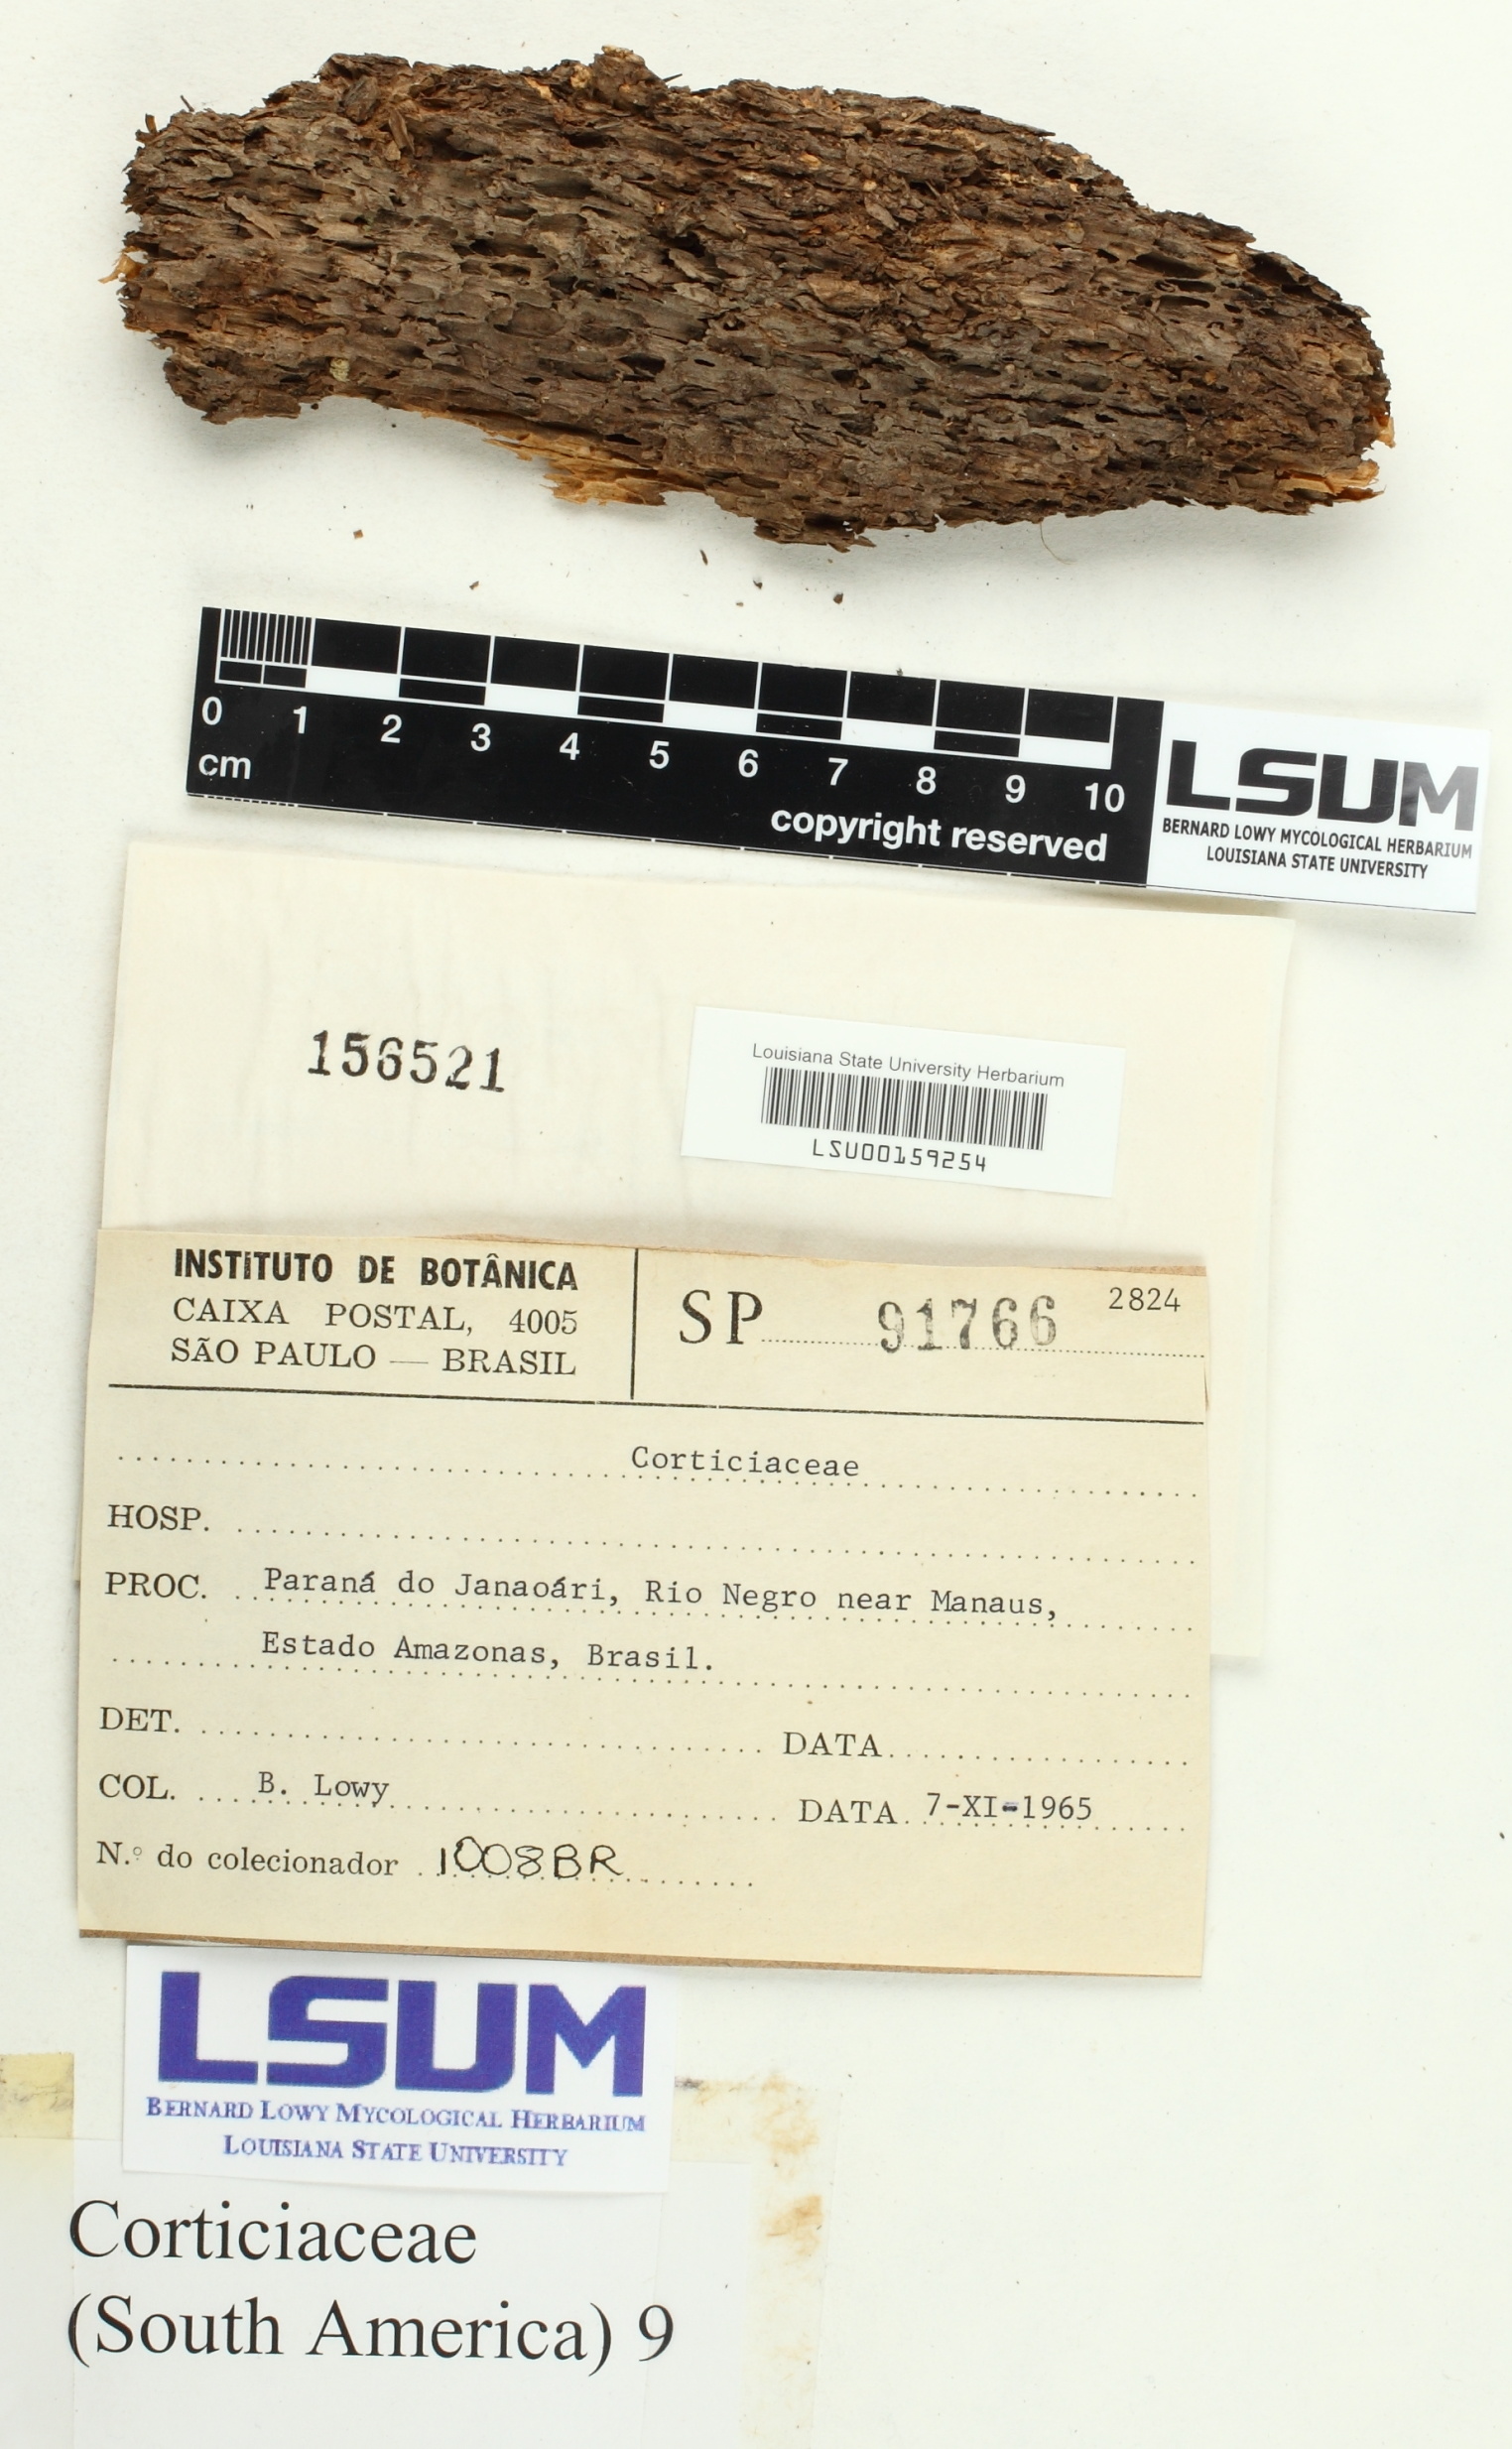 0 1 2 3 4 5 6 7 8 9 10
cm
copyright reserved
LSUM
BERNARD LOWY MYCOLOGICAL HERBARIUM
LOUISIANA STATE UNIVERSITY
156521
Louisiana State University Herbarium
LSU00159254
INSTITUTO DE BOTÂNICA
CAIXA POSTAL, 4005
SÃO PAULO — BRASIL
SP 91766 2824
Corticiaceae
HOSP.
PROC. Paraná do Janaoári, Rio Negro near Manaus,
Estado Amazonas, Brasil.
DET. DATA
COL. B. Lowy DATA 7-XI-1965
N.º do colecionador 1008BR
LSUM
BERNARD LOWY MYCOLOGICAL HERBARIUM
LOUISIANA STATE UNIVERSITY
Corticiaceae
(South America) 9